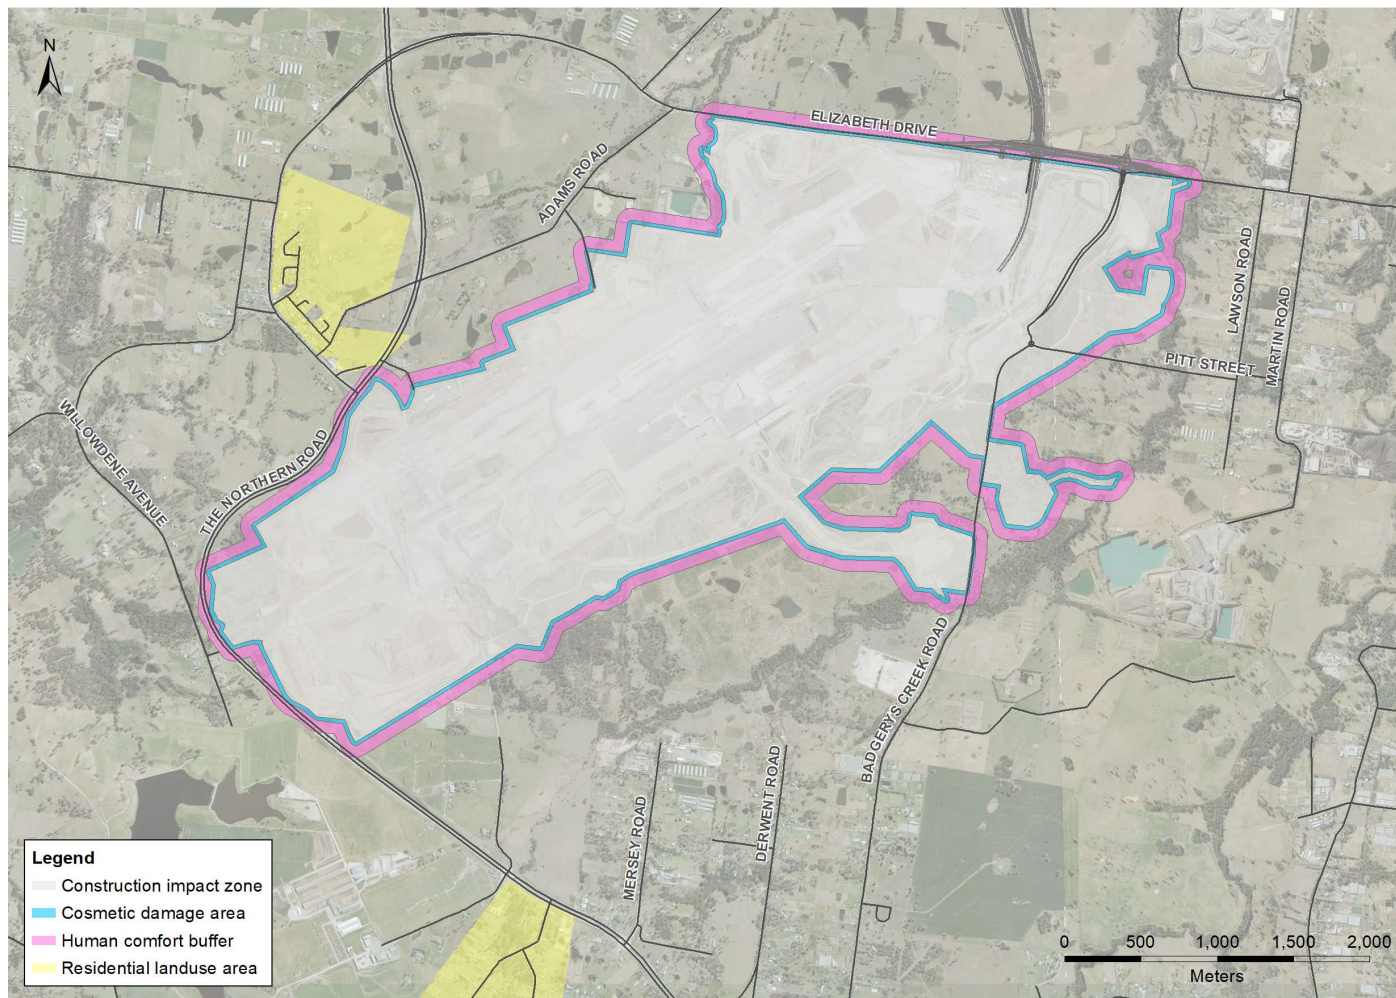 N
ELIZABETH DRIVE
ADAMS ROAD
LAWSON ROAD
MARTIN ROAD
PITT STREET
WILLOWDENE AVENUE
THE NORTHERN ROAD
BADGERYS CREEK ROAD
MERSEY ROAD
DERWENT ROAD
Legend
Construction impact zone
Cosmetic damage area
Human comfort buffer
Residential landuse area
0 500 1,000 1,500 2,000
Meters